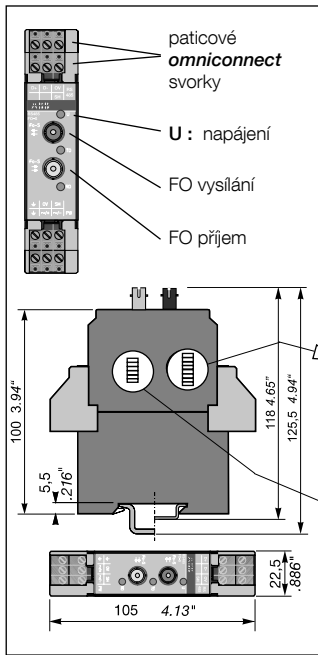 paticové
omniconnect
svorky
U : napájení
FO vysílání
FO příjem
100 3.94"
5,5
.216"
118 4.65"
125,5 4.94"
22,5
.886"
105 4.13"